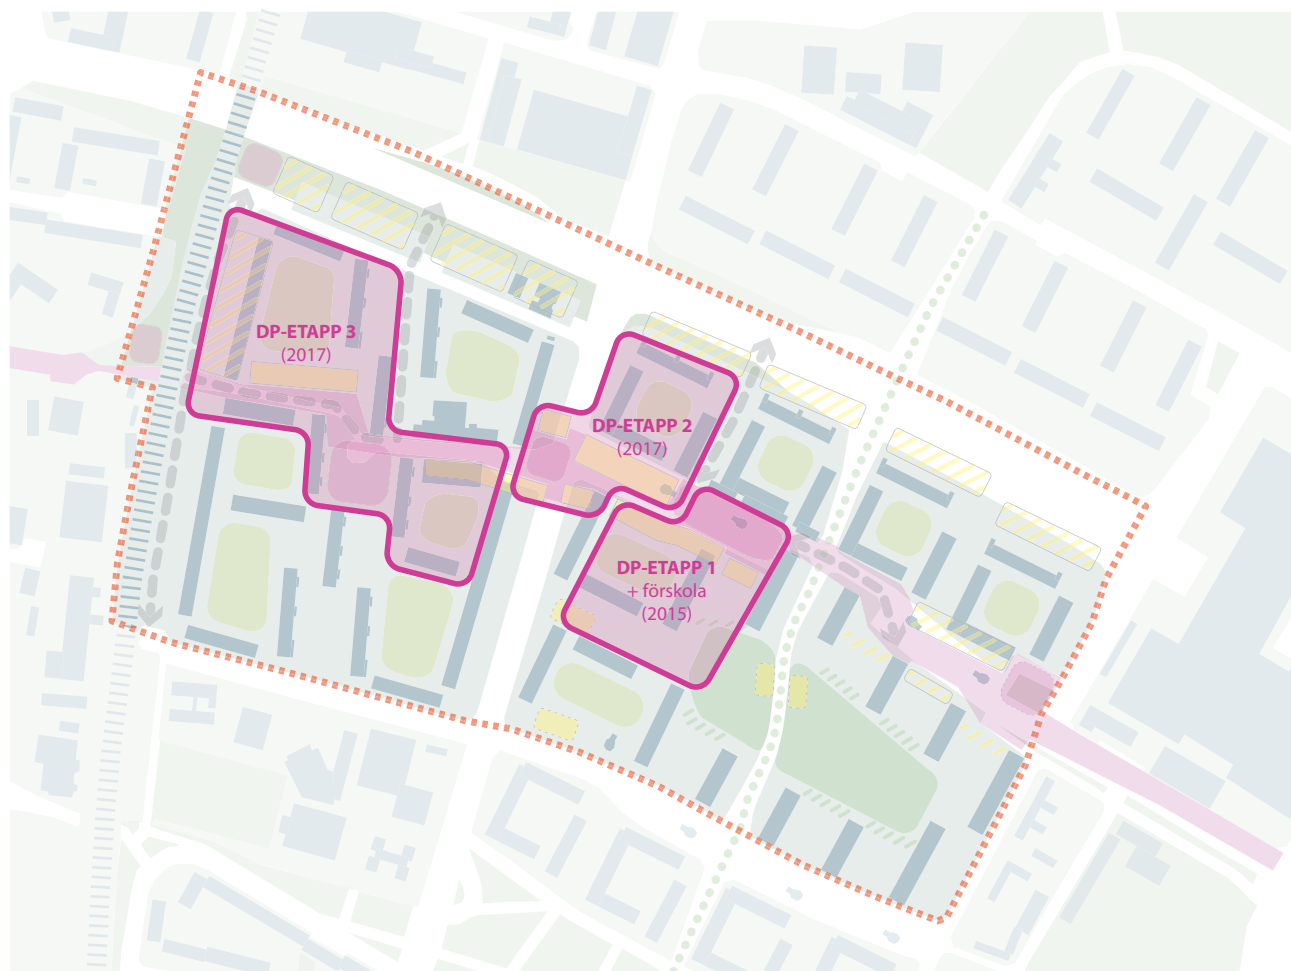 DP-ETAPP 3
(2017)
DP-ETAPP 2
(2017)
DP-ETAPP 1
+ förskola
(2015)